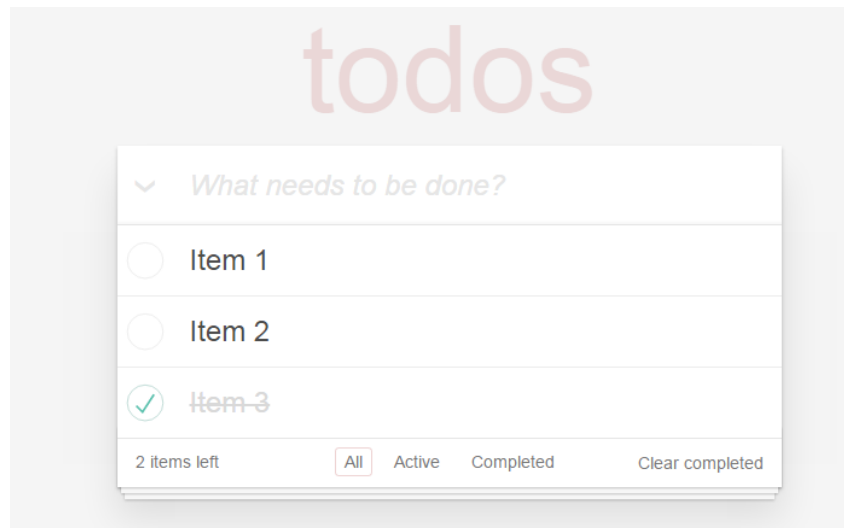 todos
What needs to be done?
Item 1
Item 2
Item 3
2 items left All Active Completed Clear completed